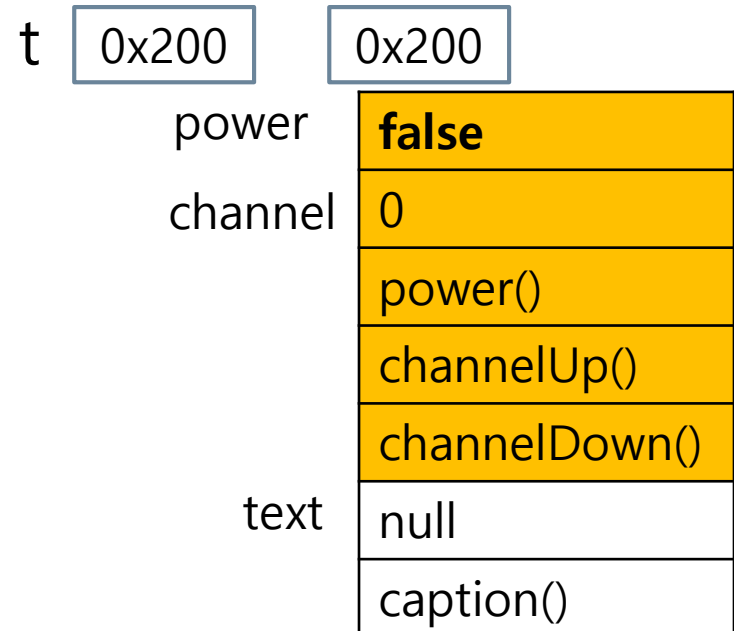 t 0x200 0x200
power false
channel 0
power()
channelUp()
channelDown()
text null
caption()